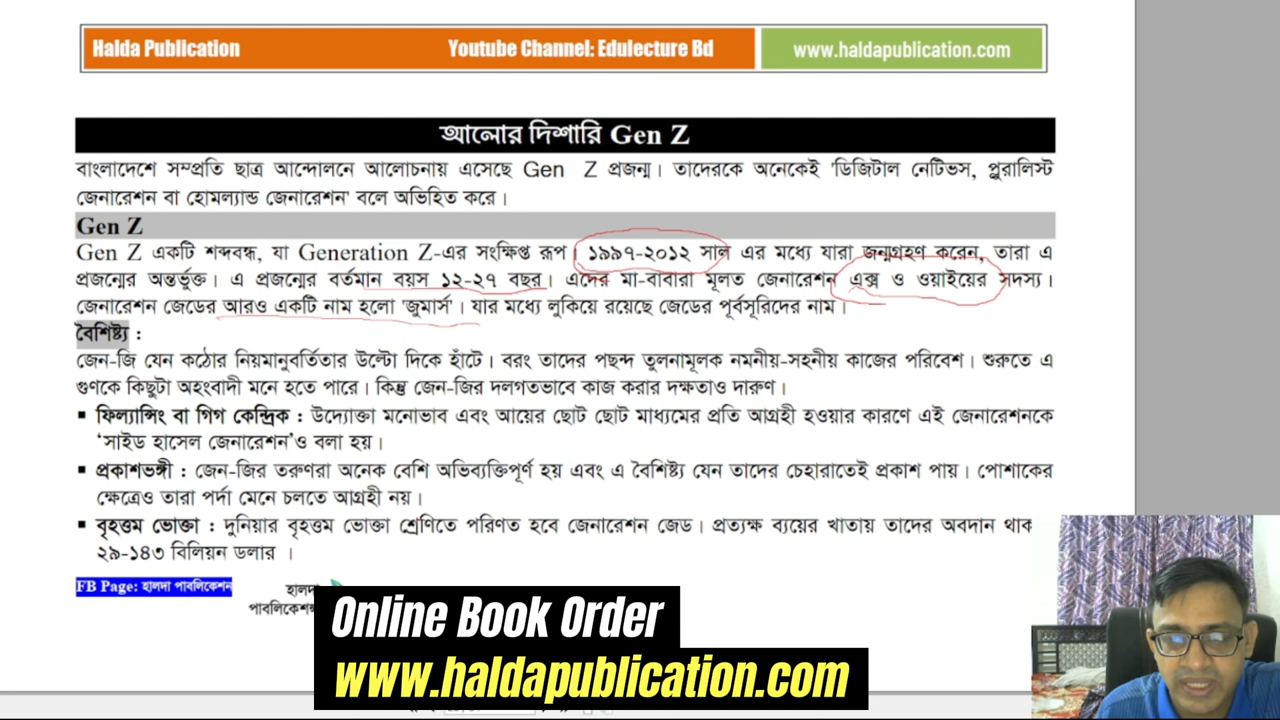 Halda Publication Youtube Channel: Edulecture Bd www.haldapublication.com
আলোর দিশারি Gen Z
বাংলাদেশে সম্প্রতি ছাত্র আন্দোলনে আলোচনায় এসেছে Gen Z প্রজন্ম। তাদেরকে অনেকেই 'ডিজিটাল নেটিভস, প্লুরালিস্ট
জেনারেশন বা হোমল্যান্ড জেনারেশন' বলে অভিহিত করে।
Gen Z
Gen Z একটি শব্দবন্ধ, যা Generation Z-এর সংক্ষিপ্ত রূপ। ১৯৯৭-২০১২ সাল এর মধ্যে যারা জন্মগ্রহণ করেন, তারা এ
প্রজন্মের অন্তর্ভুক্ত। এ প্রজন্মের বর্তমান বয়স ১২-২৭ বছর। এদের মা-বাবারা মূলত জেনারেশন এক্স ও ওয়াইয়ের সদস্য।
জেনারেশন জেডের আরও একটি নাম হলো 'জুমার্স'। যার মধ্যে লুকিয়ে রয়েছে জেডের পূর্বসূরিদের নাম।
বৈশিষ্ট্য :
জেন-জি যেন কঠোর নিয়মানুবর্তিতার উল্টো দিকে হাঁটে। বরং তাদের পছন্দ তুলনামূলক নমনীয়-সহনীয় কাজের পরিবেশ। শুরুতে এ
গুণকে কিছুটা অহংবাদী মনে হতে পারে। কিন্তু জেন-জির দলগতভাবে কাজ করার দক্ষতাও দারুণ।
▪ ফিল্যান্সিং বা গিগ কেন্দ্রিক : উদ্যোক্তা মনোভাব এবং আয়ের ছোট ছোট মাধ্যমের প্রতি আগ্রহী হওয়ার কারণে এই জেনারেশনকে
‘সাইড হাসেল জেনারেশন’ও বলা হয়।
▪ প্রকাশভঙ্গী : জেন-জির তরুণরা অনেক বেশি অভিব্যক্তিপূর্ণ হয় এবং এ বৈশিষ্ট্য যেন তাদের চেহারাতেই প্রকাশ পায়। পোশাকের
ক্ষেত্রেও তারা পর্দা মেনে চলতে আগ্রহী নয়।
▪ বৃহত্তম ভোক্তা : দুনিয়ার বৃহত্তম ভোক্তা শ্রেণিতে পরিণত হবে জেনারেশন জেড। প্রত্যক্ষ ব্যয়ের খাতায় তাদের অবদান থাক
২৯-১৪৩ বিলিয়ন ডলার ।
FB Page: হালদা পাবলিকেশন হালদা
পাবলিকেশন্স
Online Book Order
www.haldapublication.com